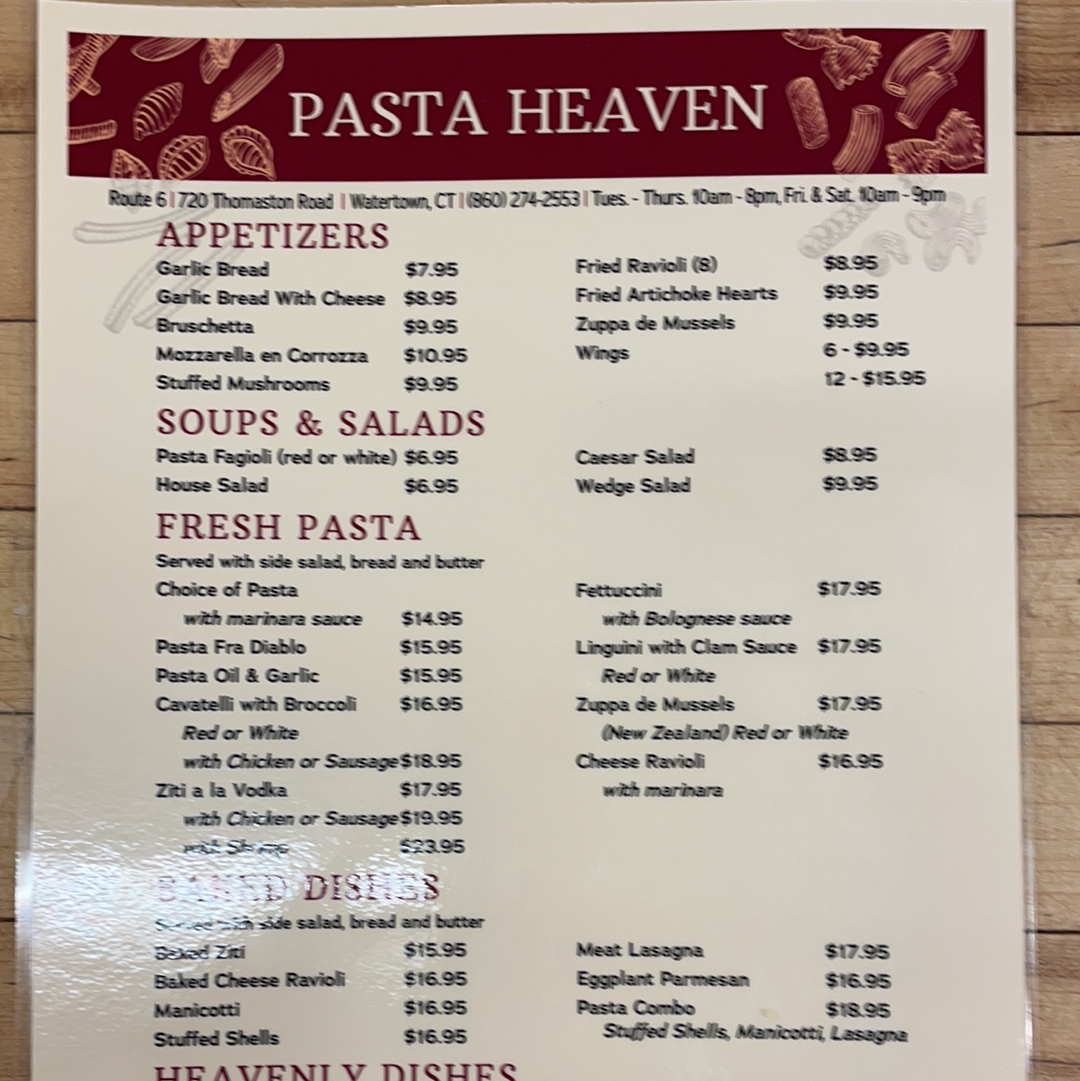 PASTA HEAVEN
Route 6 | 720 Thomaston Road | Watertown, CT | (860) 274-2553 | Tues. - Thurs. 10am - 8pm, Fri. & Sat. 10am - 9pm
APPETIZERS
Garlic Bread $7.95
Garlic Bread With Cheese $8.95
Bruschetta $9.95
Mozzarella en Corrozza $10.95
Stuffed Mushrooms $9.95
Fried Ravioli (8) $8.95
Fried Artichoke Hearts $9.95
Zuppa de Mussels $9.95
Wings 6 - $9.95
12 - $15.95
SOUPS & SALADS
Pasta Fagioli (red or white) $6.95
House Salad $6.95
Caesar Salad $8.95
Wedge Salad $9.95
FRESH PASTA
Served with side salad, bread and butter
Choice of Pasta
with marinara sauce $14.95
Pasta Fra Diablo $15.95
Pasta Oil & Garlic $15.95
Cavatelli with Broccoli $16.95
Red or White
with Chicken or Sausage $18.95
Ziti a la Vodka $17.95
with Chicken or Sausage $19.95
with Shrimp $23.95
Fettuccini $17.95
with Bolognese sauce
Linguini with Clam Sauce $17.95
Red or White
Zuppa de Mussels $17.95
(New Zealand) Red or White
Cheese Ravioli $16.95
with marinara
BAKED DISHES
Served with side salad, bread and butter
Baked Ziti $15.95
Baked Cheese Ravioli $16.95
Manicotti $16.95
Stuffed Shells $16.95
Meat Lasagna $17.95
Eggplant Parmesan $16.95
Pasta Combo $18.95
Stuffed Shells, Manicotti, Lasagna
HEAVENLY DISHES